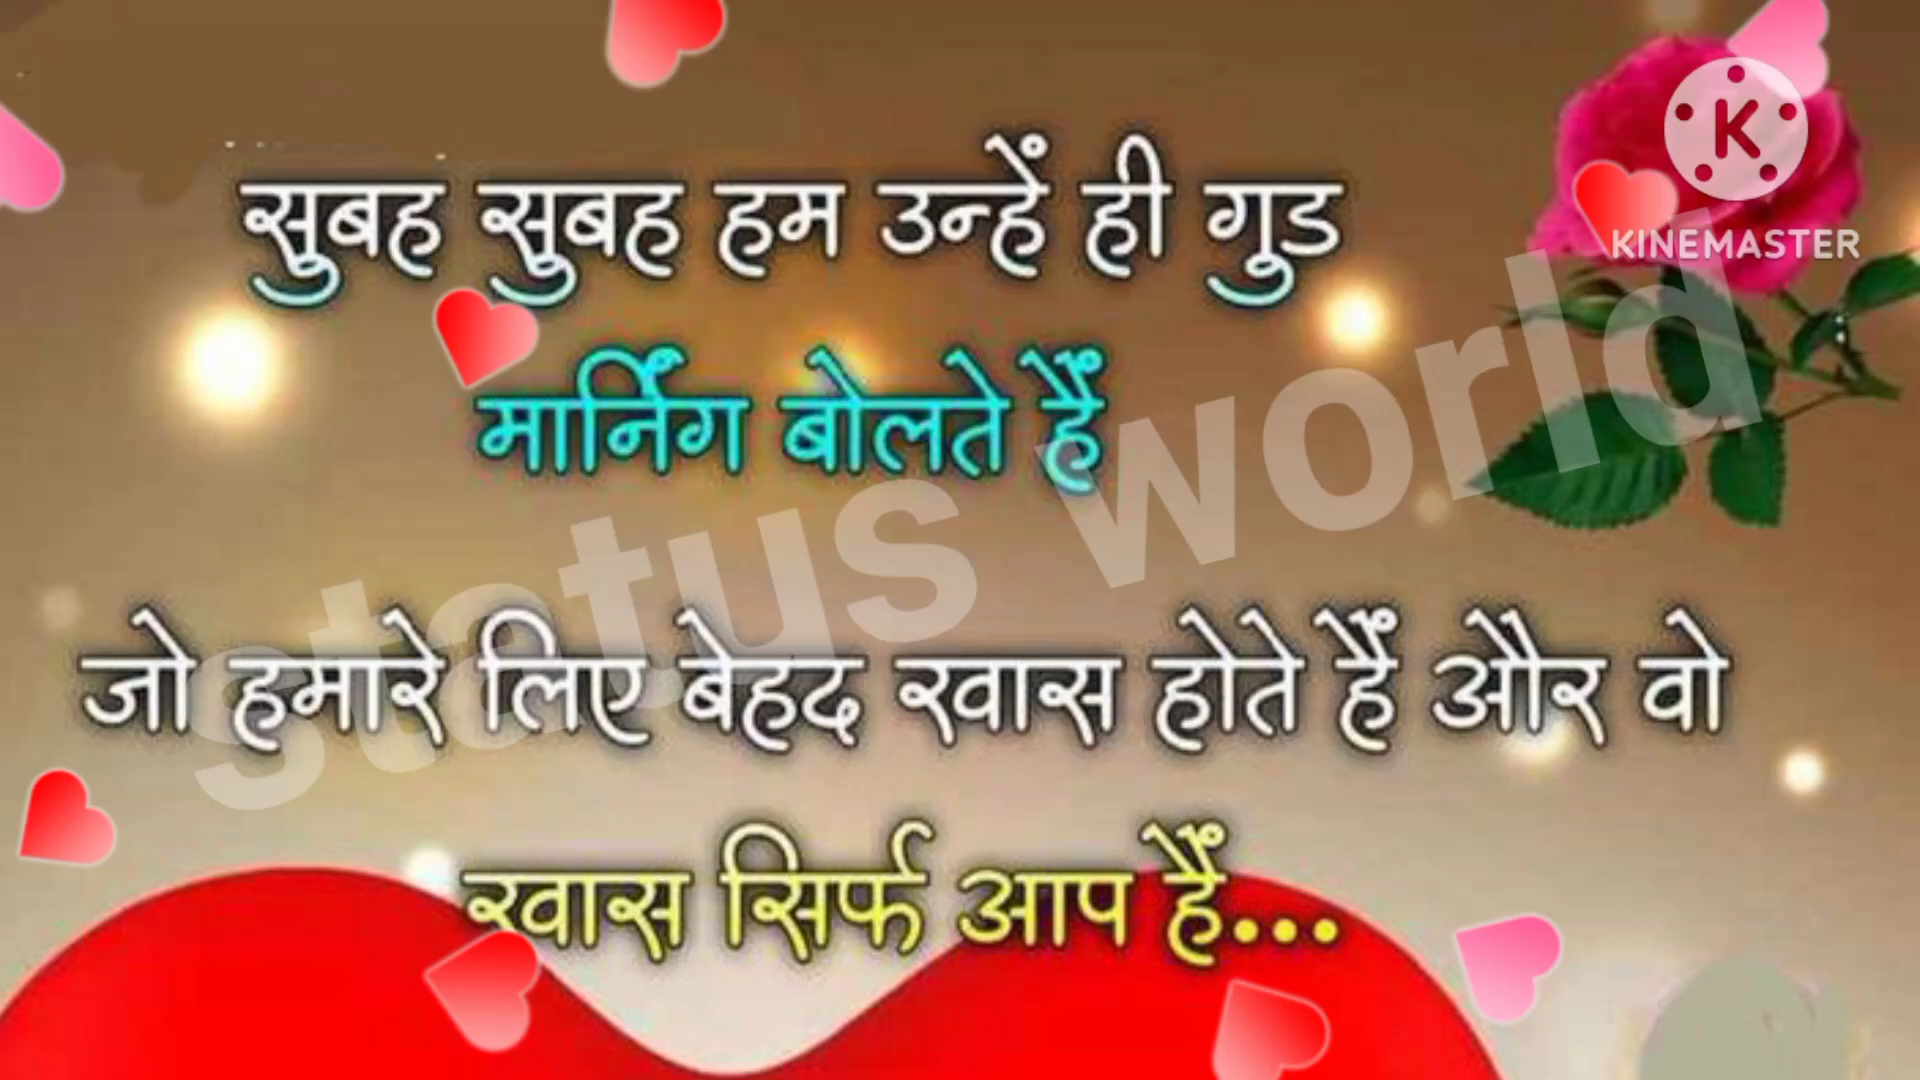 सुबह सुबह हम उन्हें ही गूड
मार्निंग बोलते हैं
जो हमारे लिए बेहद खास होते हैं और वो
खास सिर्फ आप हैं...
status world
K
KINEMASTER